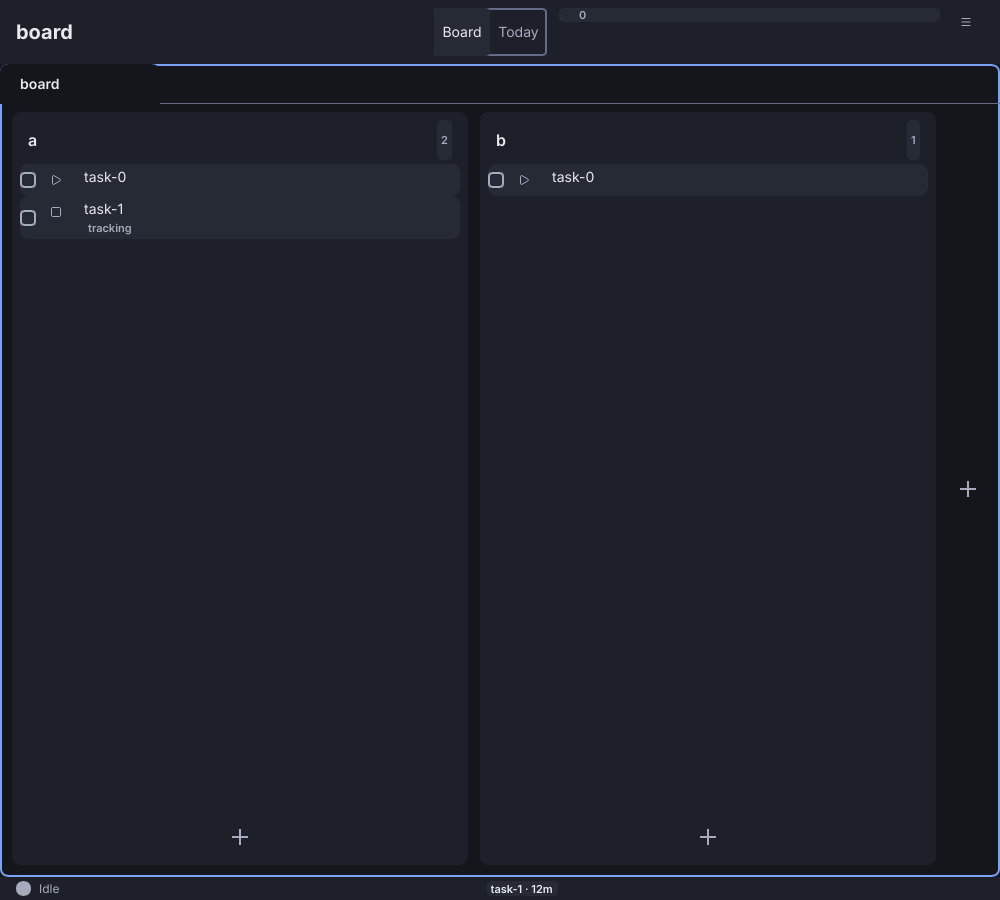 board
Board Today
0
board
a
2
task-0
task-1
tracking
b
1
task-0
Idle
task-1 · 12m